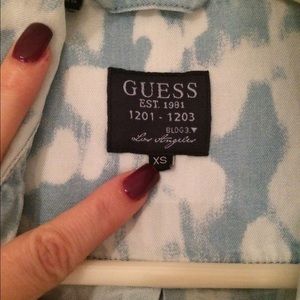 GUESS
EST. 1981
1201 - 1203
BLDG3.▼
Los Angeles
XS